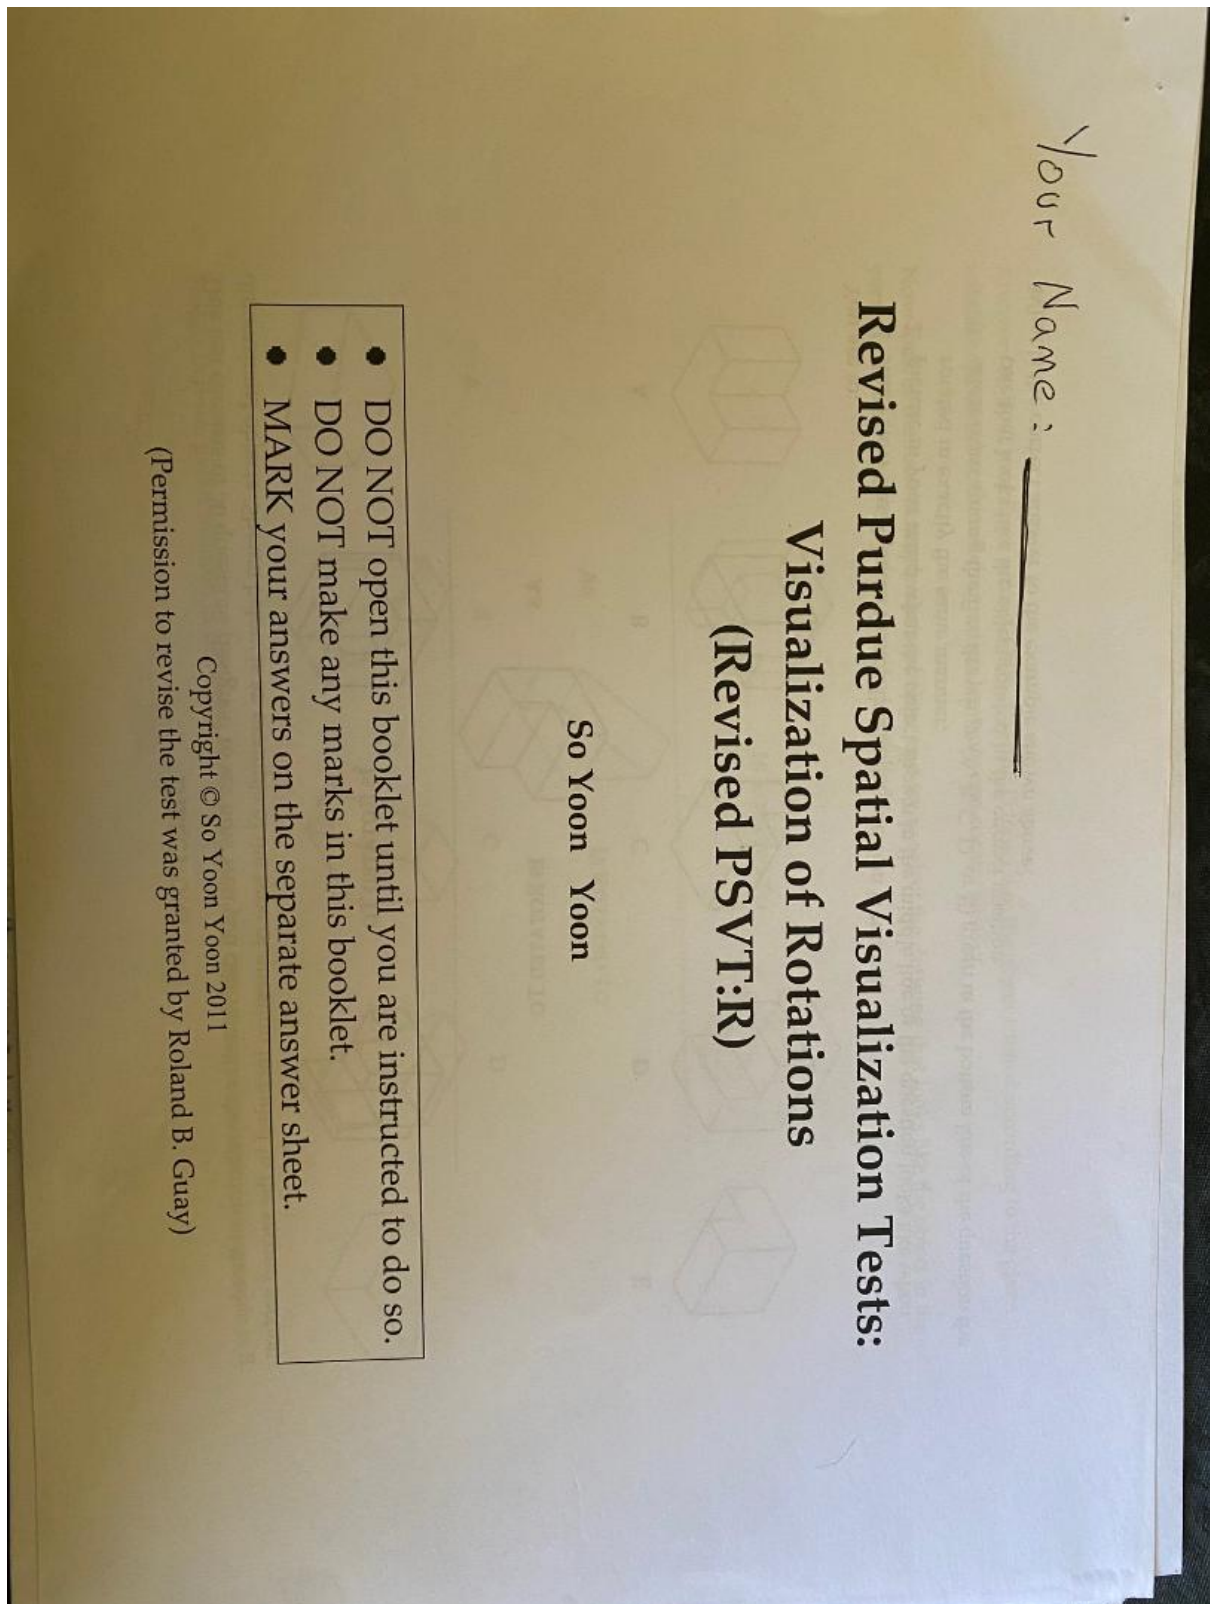 Your Name:
Revised Purdue Spatial Visualization Tests:
Visualization of Rotations
(Revised PSVT:R)
So Yoon Yoon
• DO NOT open this booklet until you are instructed to do so.
• DO NOT make any marks in this booklet.
• MARK your answers on the separate answer sheet.
Copyright © So Yoon Yoon 2011
(Permission to revise the test was granted by Roland B. Guay)